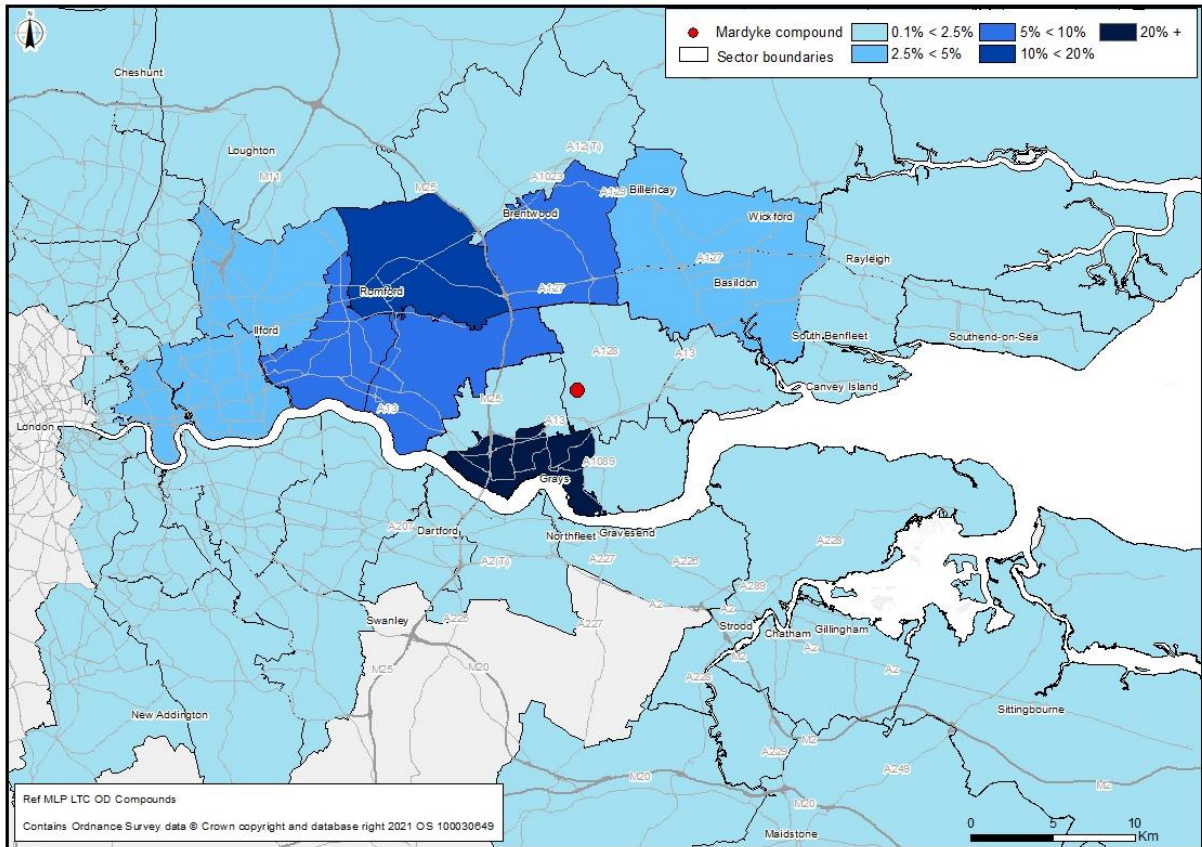 N
Mardyke compound
0.1% < 2.5%
5% < 10%
20% +
Sector boundaries
2.5% < 5%
10% < 20%
Cheshunt
Loughton
M11
M25
A12(T)
A1023
Brentwood
A129
Billericay
Wickford
Rayleigh
A127
A127
Basildon
Romford
Ilford
South Benfleet
Southend-on-Sea
Canvey Island
A128
A13
M25
A13
A13
London
Grays
A1089
A207
Dartford
Northfleet
Gravesend
A2(T)
A227
A226
A228
A289
A2
A2
Strood
Chatham
Gillingham
A2
A2
M2
Swanley
A225
A227
M25
M20
A228
Sittingbourne
New Addington
A229
M2
A249
M2
M20
M20
Maidstone
Ref MLP LTC OD Compounds
Contains Ordnance Survey data © Crown copyright and database right 2021 OS 100030649
0 5 10
Km